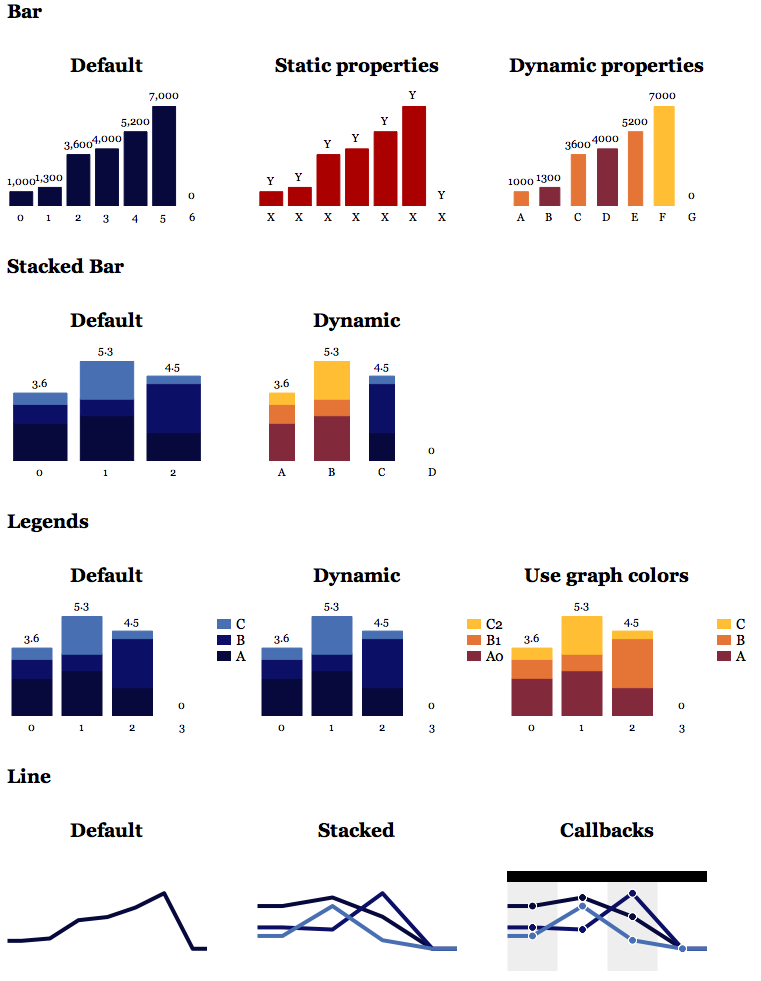 Bar
Default Static properties Dynamic properties
7,000
5,200
3,600 4,000
1,000 1,300
0
0 1 2 3 4 5 6
Y Y Y Y Y Y Y
X X X X X X X
7000
5200
3600 4000
1000 1300
0
A B C D E F G
Stacked Bar
Default Dynamic
3.6 5.3 4.5
0 1 2
3.6 5.3 4.5 0
A B C D
Legends
Default Dynamic Use graph colors
3.6 5.3 4.5 0
0 1 2 3
C
B
A
3.6 5.3 4.5 0
0 1 2 3
C2
B1
A0
3.6 5.3 4.5 0
0 1 2 3
C
B
A
Line
Default Stacked Callbacks